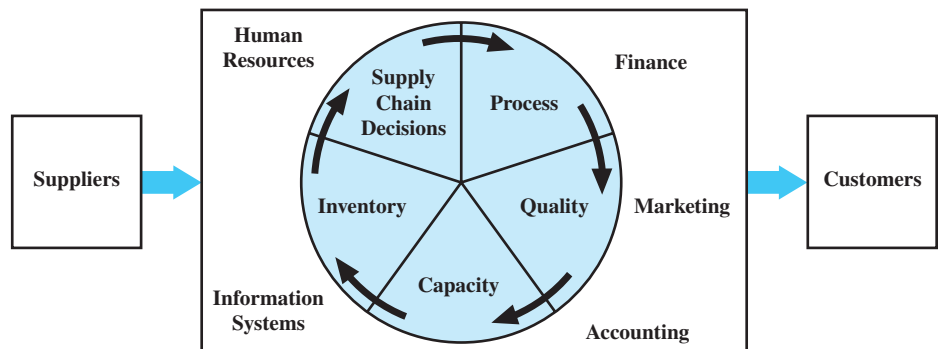 Human
Resources
Finance
Supply
Chain
Decisions
Process
Suppliers
Customers
Inventory
Quality
Marketing
Capacity
Information
Systems
Accounting